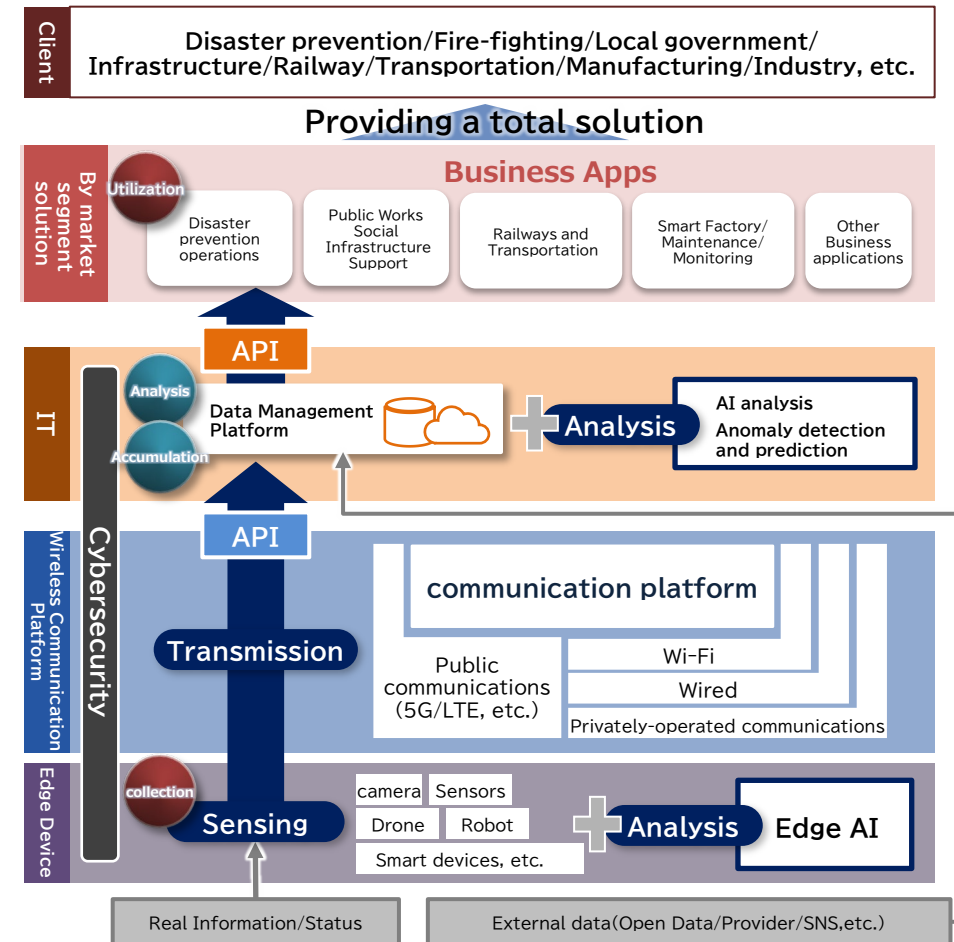 Client
Disaster prevention/Fire-fighting/Local government/
Infrastructure/Railway/Transportation/Manufacturing/Industry, etc.
Providing a total solution
By market
segment
solution
Utilization
Business Apps
Disaster
prevention
operations
Public Works
Social
Infrastructure
Support
Railways and
Transportation
Smart Factory/
Maintenance/
Monitoring
Other
Business
applications
API
IT
Cybersecurity
Analysis
Accumulation
Data Management
Platform
Analysis
AI analysis
Anomaly detection
and prediction
API
Wireless Communication
Platform
Transmission
communication platform
Public
communications
(5G/LTE, etc.)
Wi-Fi
Wired
Privately-operated communications
Edge Device
collection
Sensing
camera
Sensors
Drone
Robot
Smart devices, etc.
Analysis
Edge AI
Real Information/Status
External data(Open Data/Provider/SNS,etc.)